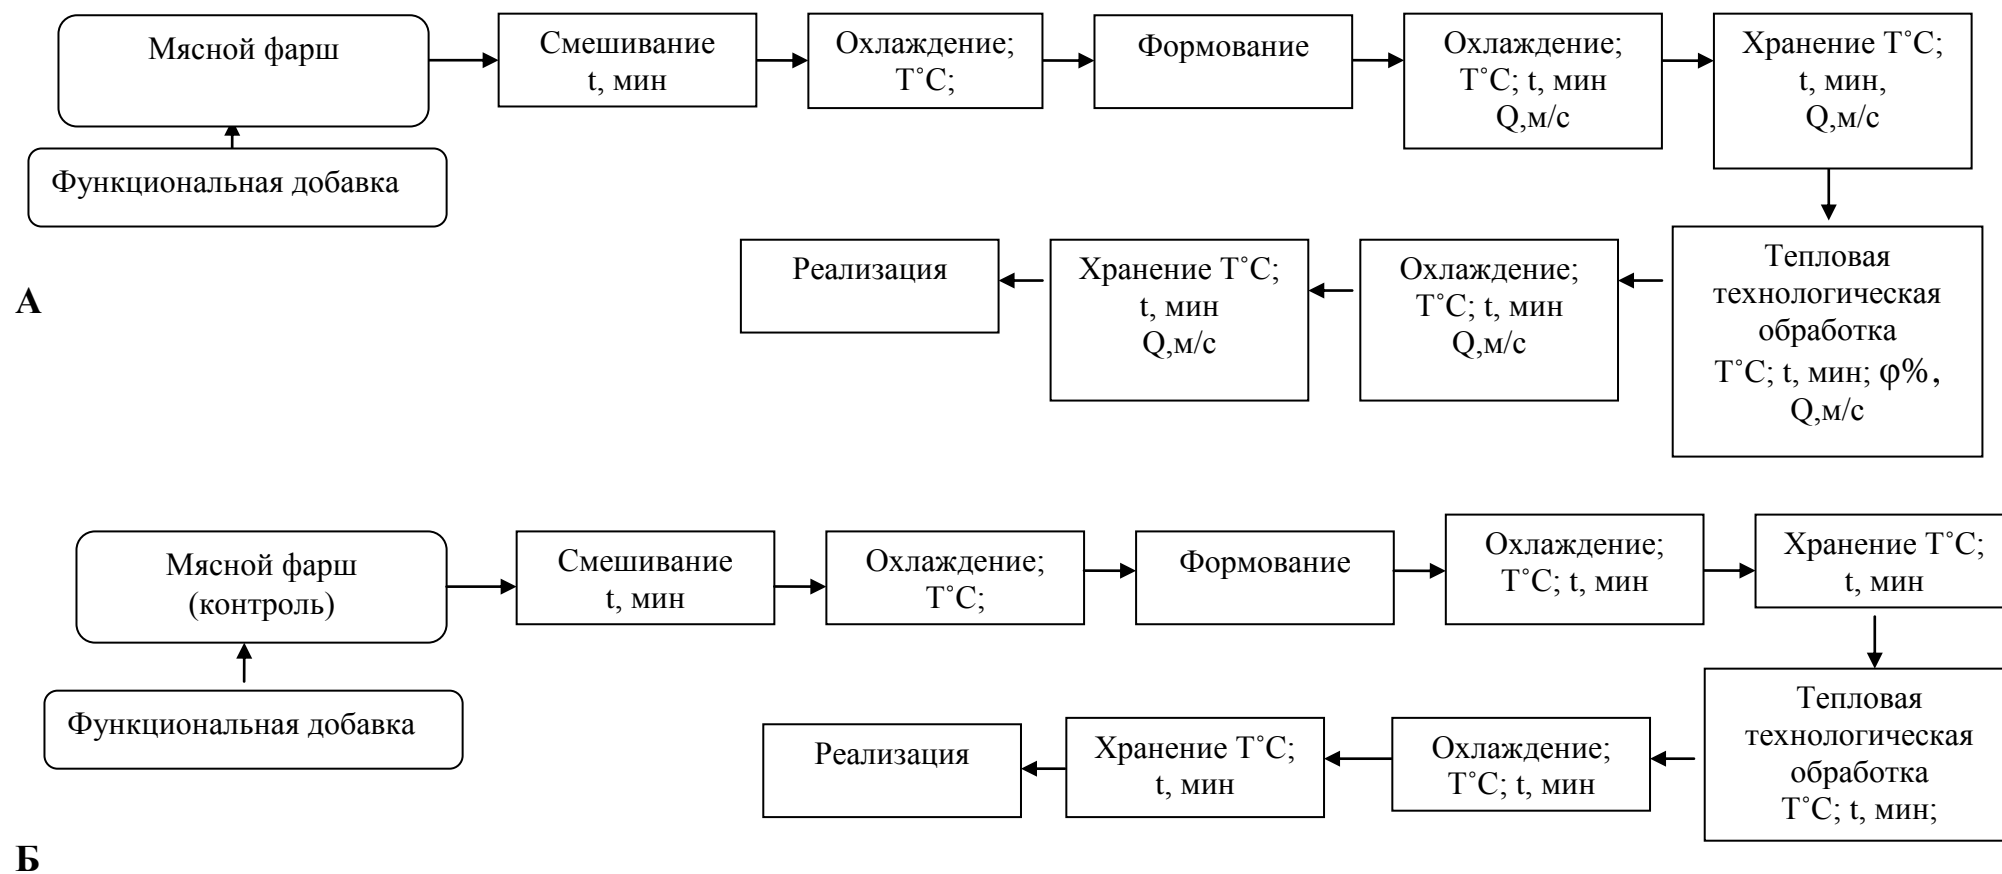 Мясной фарш
Функциональная добавка
Смешивание
t, мин
Охлаждение;
T˚C;
Формование
Охлаждение;
T˚C; t, мин
Q,м/с
Хранение T˚C;
t, мин,
Q,м/с
Тепловая
технологическая
обработка
T˚C; t, мин; φ%,
Q,м/с
Охлаждение;
T˚C; t, мин
Q,м/с
Хранение T˚C;
t, мин
Q,м/с
Реализация
А
Мясной фарш
(контроль)
Функциональная добавка
Смешивание
t, мин
Охлаждение;
T˚C;
Формование
Охлаждение;
T˚C; t, мин
Хранение T˚C;
t, мин
Тепловая
технологическая
обработка
T˚C; t, мин;
Охлаждение;
T˚C; t, мин
Хранение T˚C;
t, мин
Реализация
Б